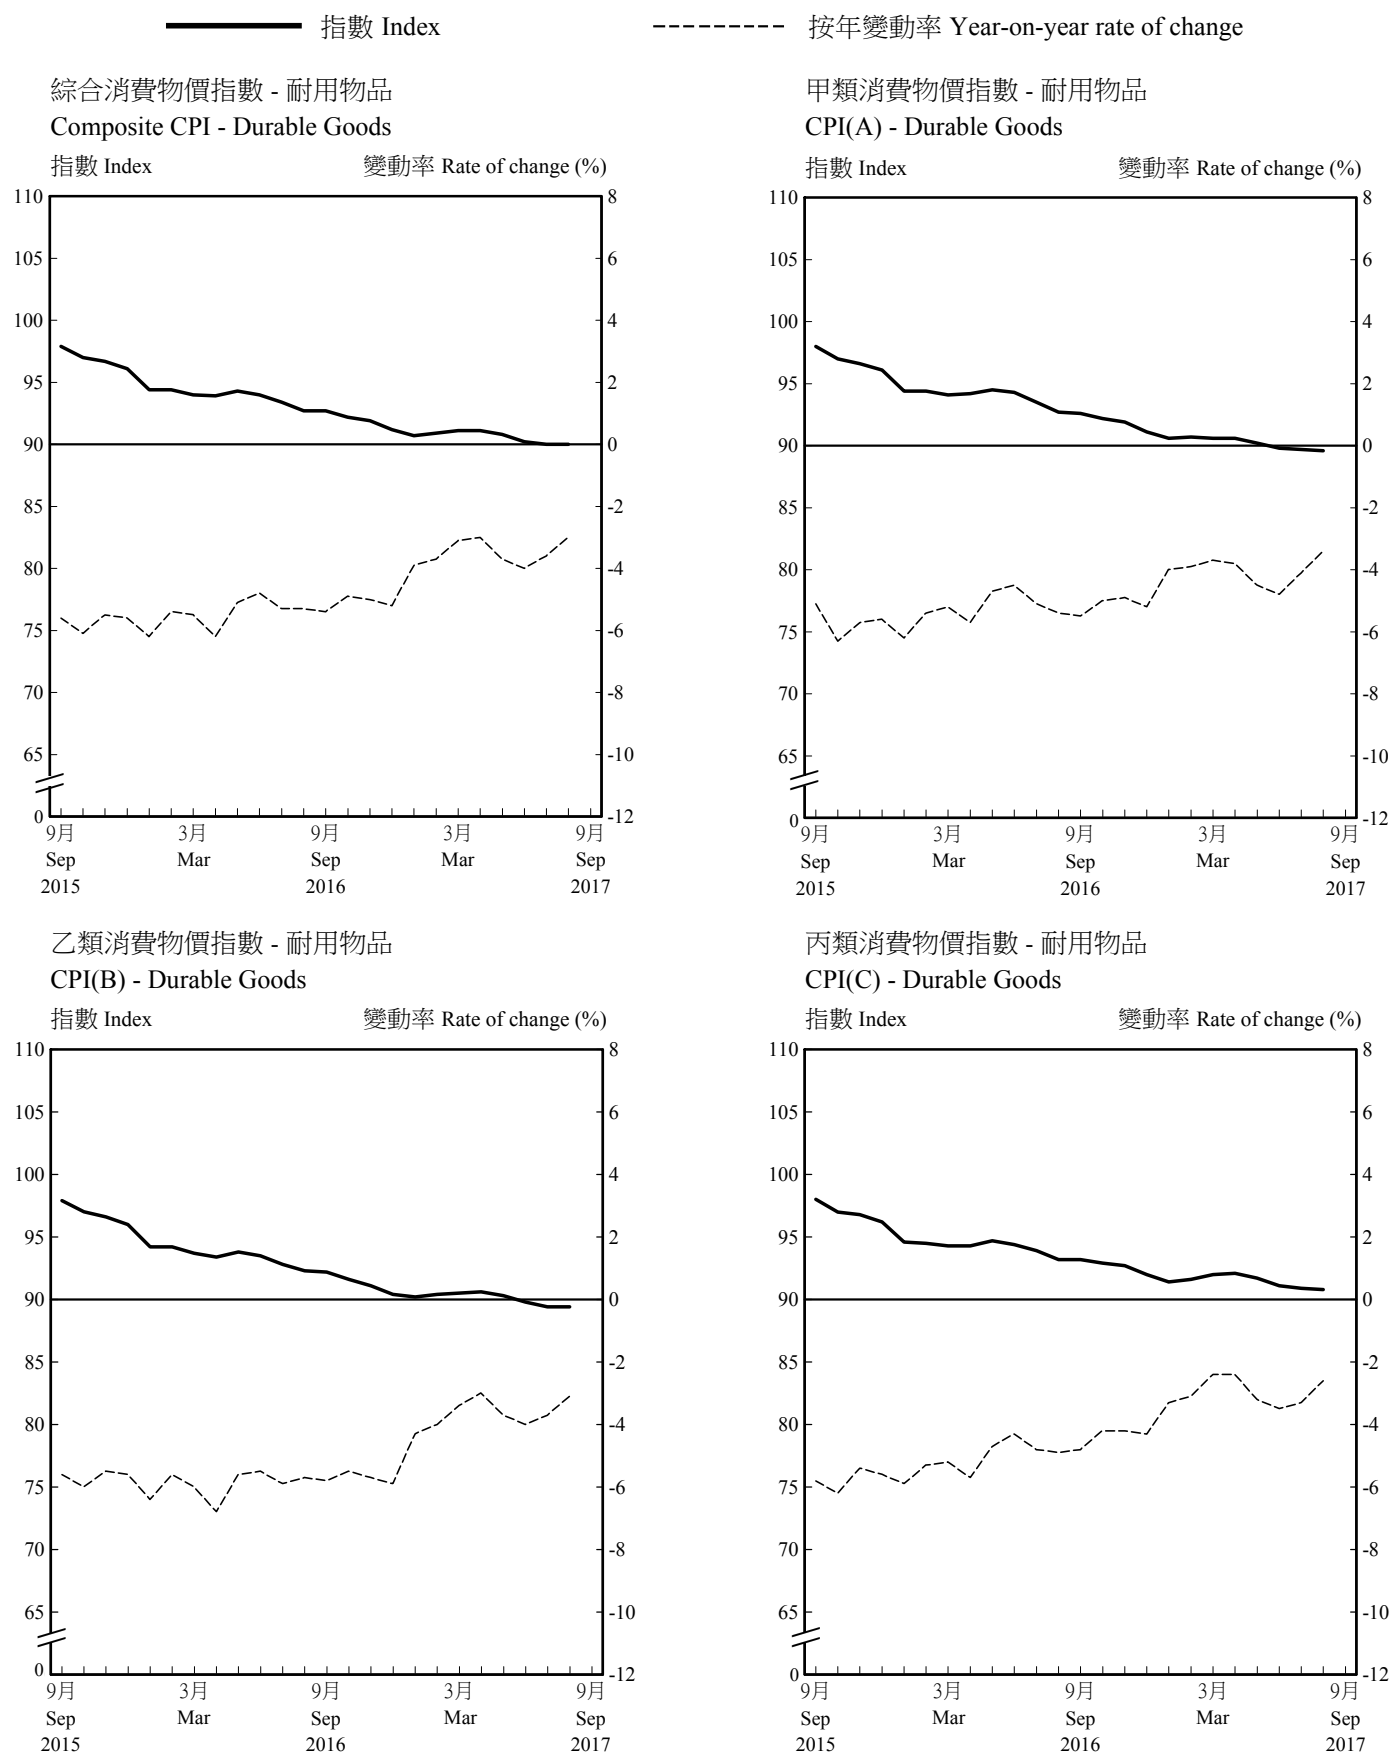 指數 Index
按年變動率 Year-on-year rate of change
綜合消費物價指數 - 耐用物品
Composite CPI - Durable Goods
指數 Index
變動率 Rate of change (%)
110
105
100
95
90
85
80
75
70
65
0
8
6
4
2
0
-2
-4
-6
-8
-10
-12
9月
Sep
2015
3月
Mar
9月
Sep
2016
3月
Mar
9月
Sep
2017
甲類消費物價指數 - 耐用物品
CPI(A) - Durable Goods
指數 Index
變動率 Rate of change (%)
110
105
100
95
90
85
80
75
70
65
0
8
6
4
2
0
-2
-4
-6
-8
-10
-12
9月
Sep
2015
3月
Mar
9月
Sep
2016
3月
Mar
9月
Sep
2017
乙類消費物價指數 - 耐用物品
CPI(B) - Durable Goods
指數 Index
變動率 Rate of change (%)
110
105
100
95
90
85
80
75
70
65
0
8
6
4
2
0
-2
-4
-6
-8
-10
-12
9月
Sep
2015
3月
Mar
9月
Sep
2016
3月
Mar
9月
Sep
2017
丙類消費物價指數 - 耐用物品
CPI(C) - Durable Goods
指數 Index
變動率 Rate of change (%)
110
105
100
95
90
85
80
75
70
65
0
8
6
4
2
0
-2
-4
-6
-8
-10
-12
9月
Sep
2015
3月
Mar
9月
Sep
2016
3月
Mar
9月
Sep
2017